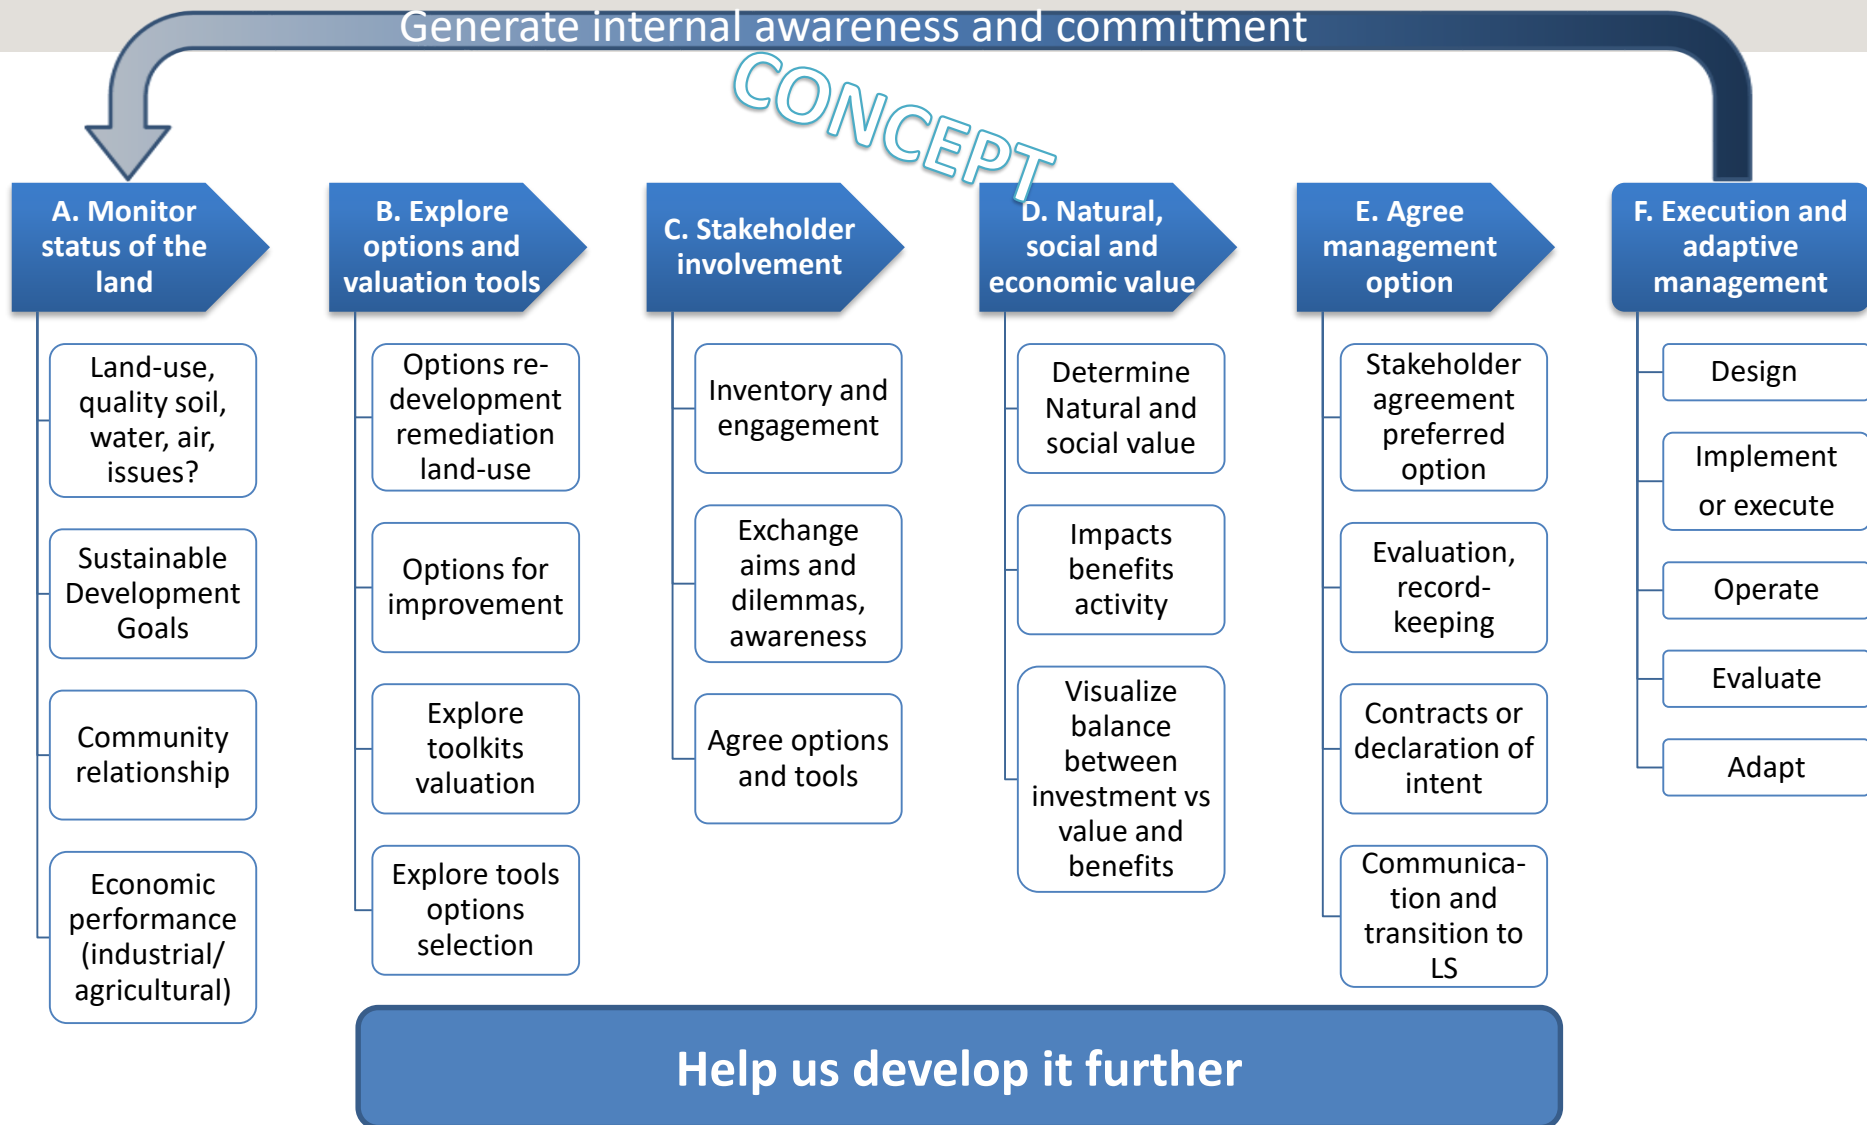 Generate internal awareness and commitment
CONCEPT
A. Monitor
status of the
land
Land-use,
quality soil,
water, air,
issues?
Sustainable
Development
Goals
Community
relationship
Economic
performance
(industrial/
agricultural)
B. Explore
options and
valuation tools
Options re-
development
remediation
land-use
Options for
improvement
Explore
toolkits
valuation
Explore tools
options
selection
C. Stakeholder
involvement
Inventory and
engagement
Exchange
aims and
dilemmas,
awareness
Agree options
and tools
D. Natural,
social and
economic value
Determine
Natural and
social value
Impacts
benefits
activity
Visualize
balance
between
investment vs
value and
benefits
E. Agree
management
option
Stakeholder
agreement
preferred
option
Evaluation,
record-
keeping
Contracts or
declaration of
intent
Communica-
tion and
transition to
LS
F. Execution and
adaptive
management
Design
Implement
or execute
Operate
Evaluate
Adapt
Help us develop it further